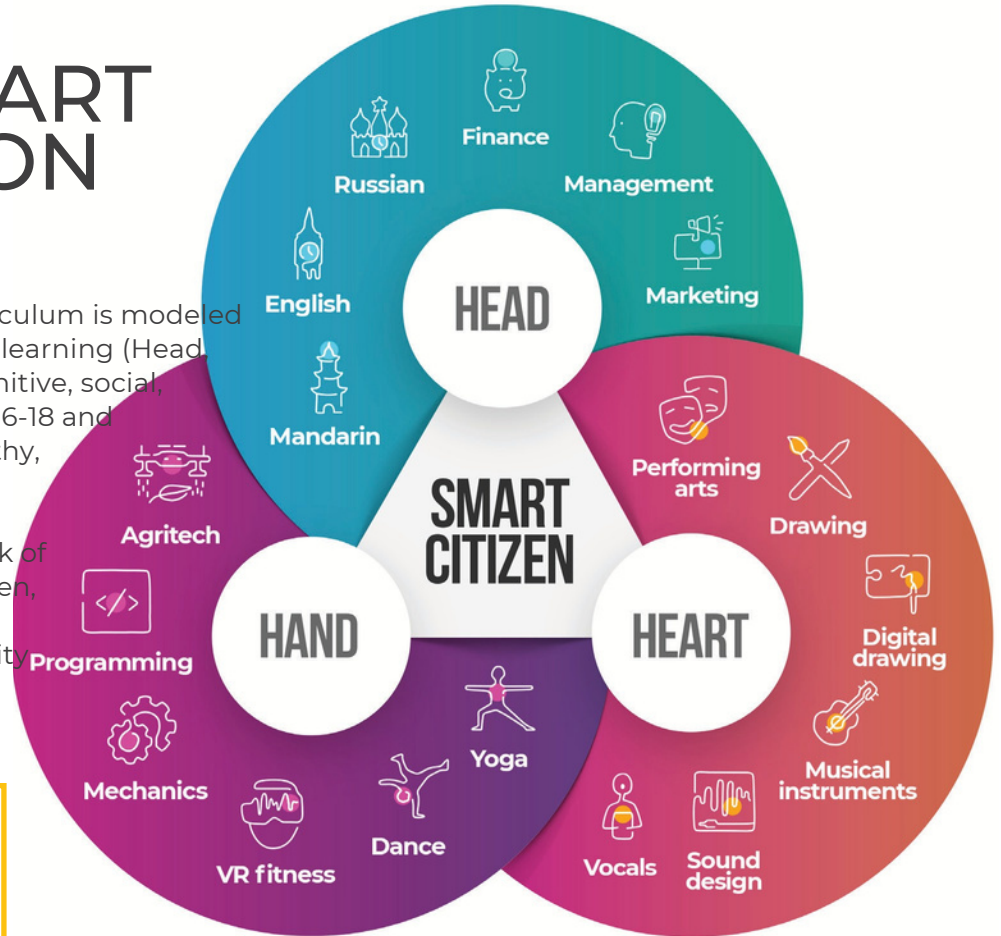 ART
ON
culum is modeled
learning (Head,
nitive, social,
6-18 and
thy,
k of
en,
ity
Finance
Russian
Management
English
Marketing
HEAD
Mandarin
Performing
arts
Drawing
SMART
CITIZEN
Agritech
Programming
HAND
HEART
Digital
drawing
Mechanics
Yoga
Musical
instruments
VR fitness
Dance
Vocals
Sound
design